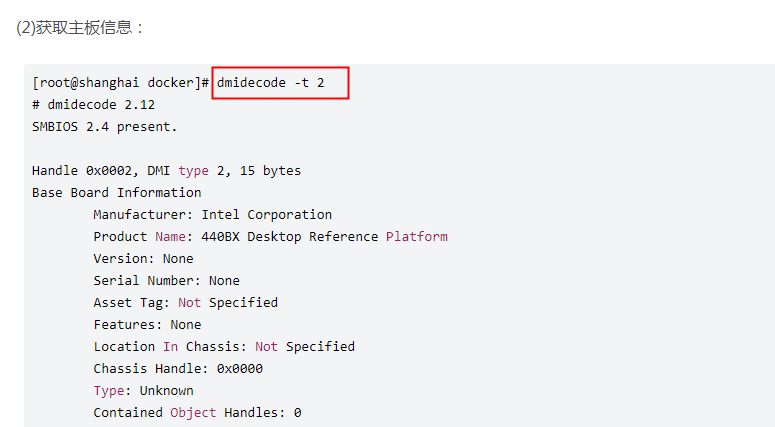 (2)获取主板信息：
[root@shanghai docker]# dmidecode -t 2
# dmidecode 2.12
SMBIOS 2.4 present.
Handle 0x0002, DMI type 2, 15 bytes
Base Board Information
Manufacturer: Intel Corporation
Product Name: 440BX Desktop Reference Platform
Version: None
Serial Number: None
Asset Tag: Not Specified
Features: None
Location In Chassis: Not Specified
Chassis Handle: 0x0000
Type: Unknown
Contained Object Handles: 0